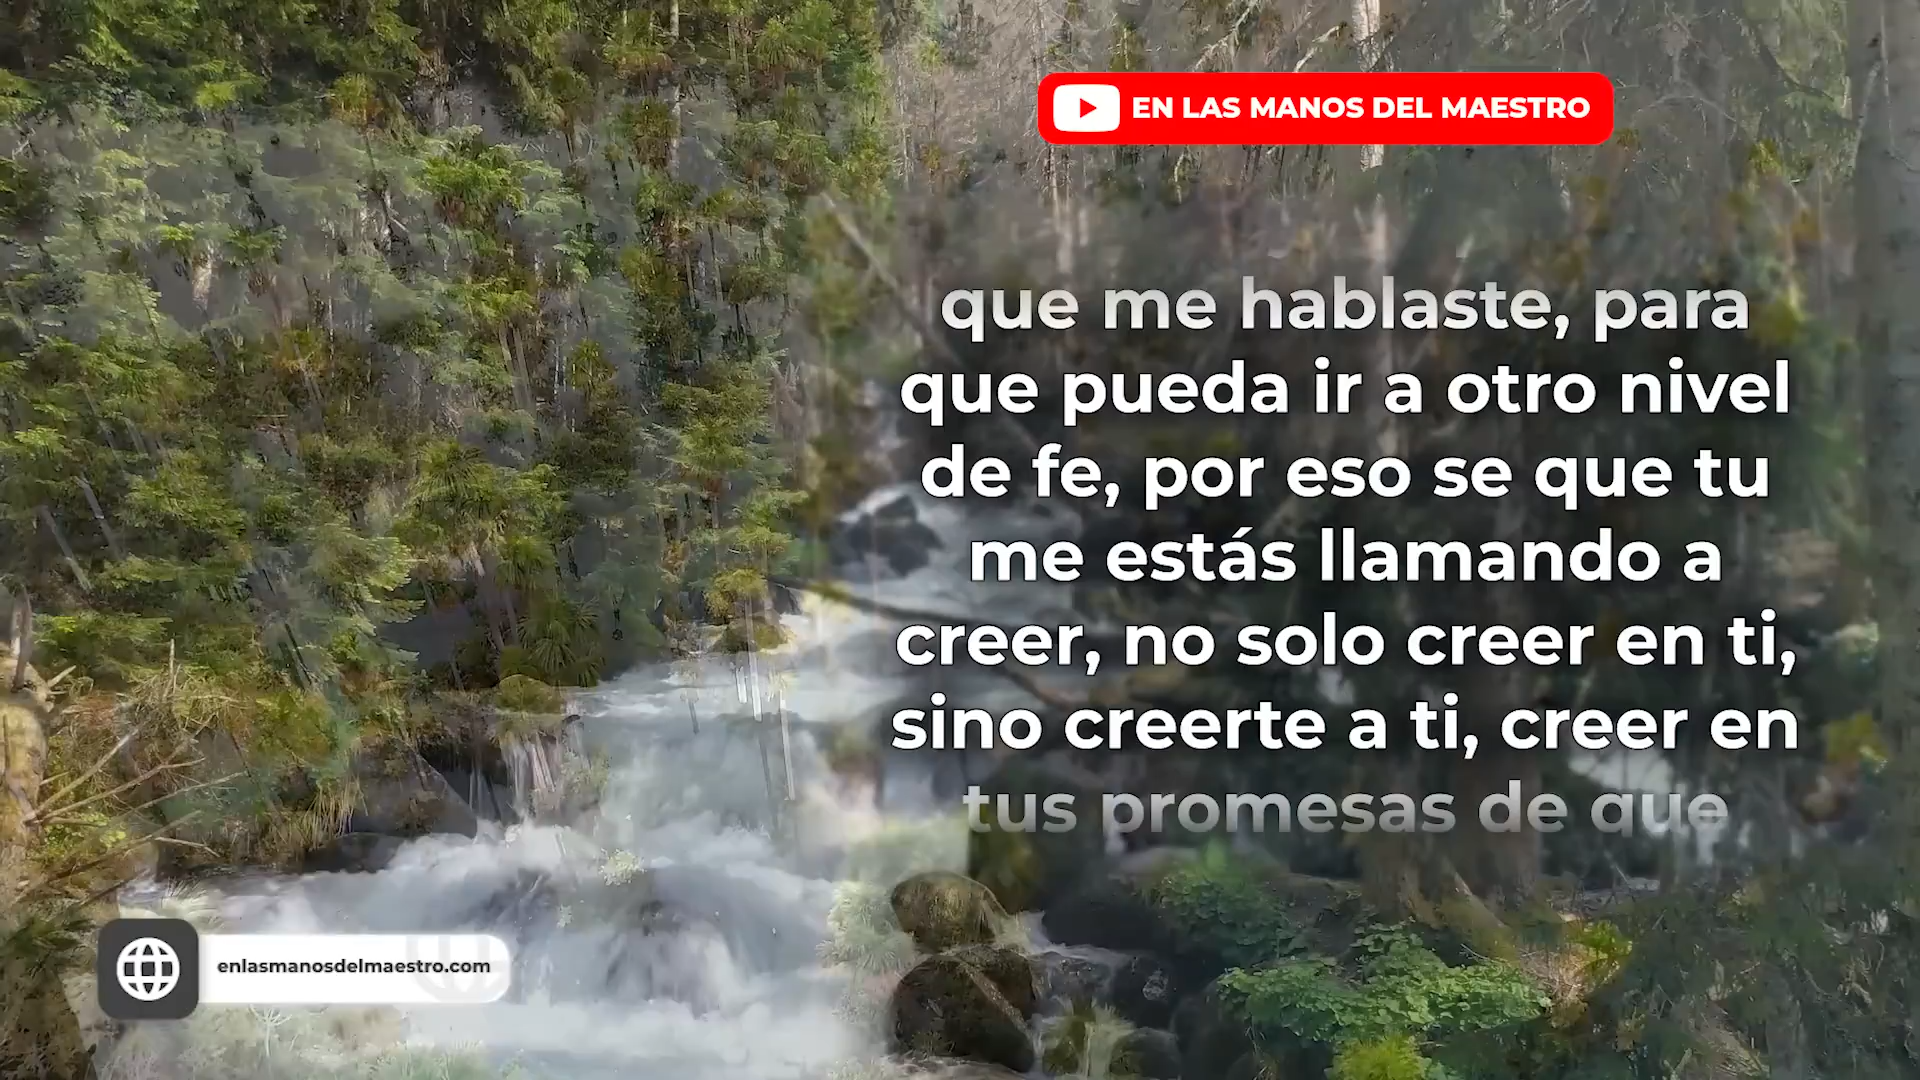 EN LAS MANOS DEL MAESTRO
que me hablaste, para
que pueda ir a otro nivel
de fe, por eso se que tu
me estás llamando a
creer, no solo creer en ti,
sino creerte a ti, creer en
tus promesas de que
enlasmanosdelmaestro.com